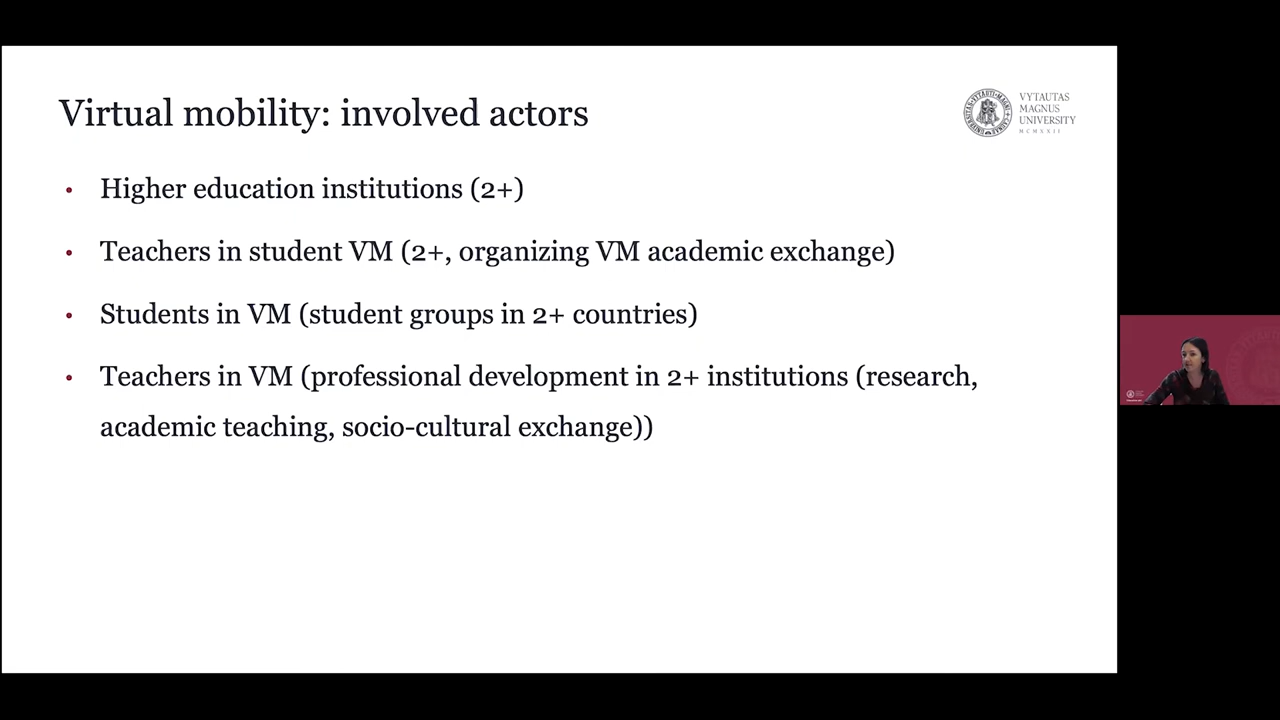 Virtual mobility: involved actors
VYTAUTAS
MAGNUS
UNIVERSITY
MCMXXII
• Higher education institutions (2+)
• Teachers in student VM (2+, organizing VM academic exchange)
• Students in VM (student groups in 2+ countries)
• Teachers in VM (professional development in 2+ institutions (research,
academic teaching, socio-cultural exchange))